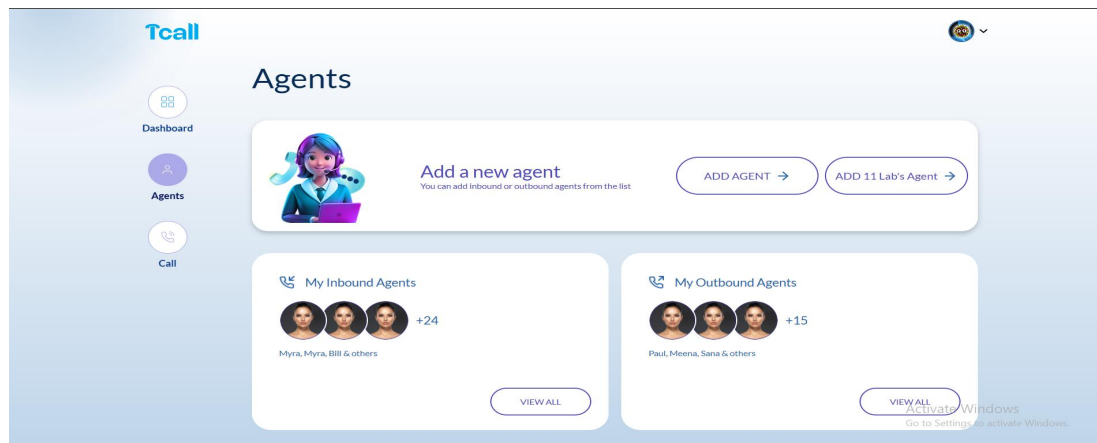 Tcall
Agents
Dashboard
Agents
Call
Add a new agent
You can add inbound or outbound agents from the list
ADD AGENT →
ADD 11 Lab's Agent →
My Inbound Agents
+24
Myra, Myra, Bill & others
VIEW ALL
My Outbound Agents
+15
Paul, Meena, Sana & others
VIEW ALL
Activate Windows
Go to Settings to activate Windows.